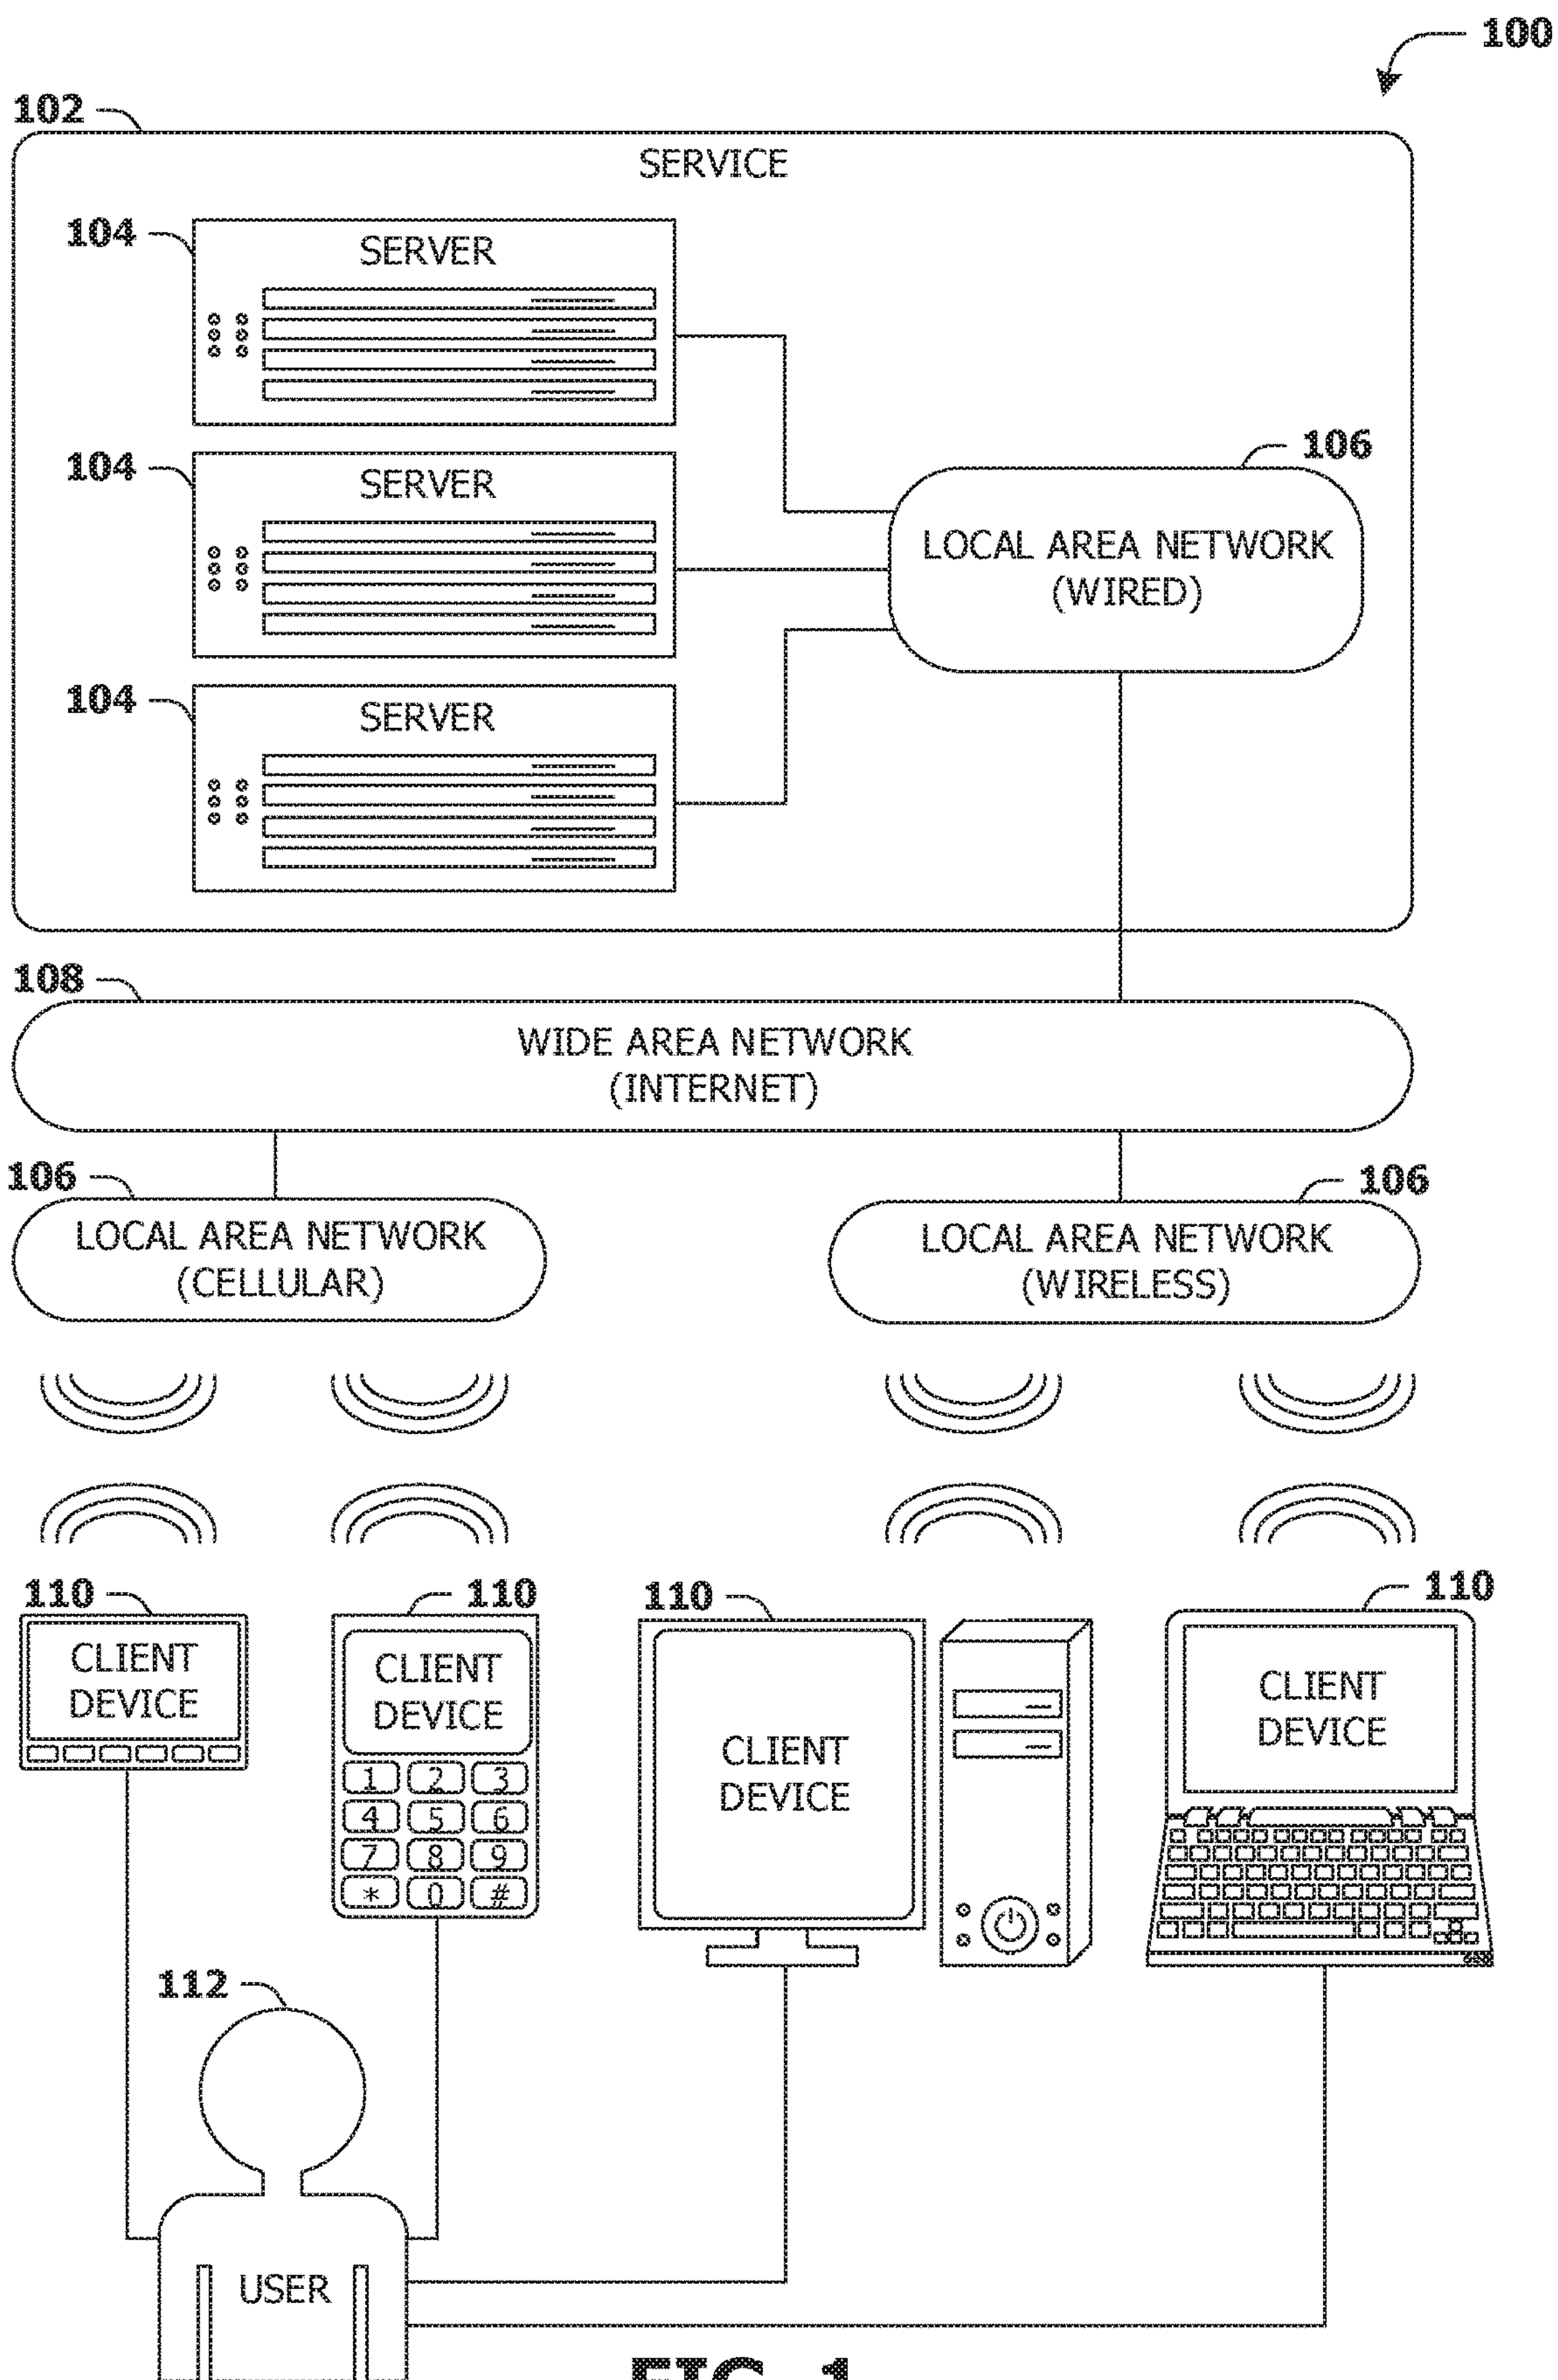 100
102
SERVICE
104
SERVER
104
SERVER
106
LOCAL AREA NETWORK
(WIRED)
104
SERVER
108
WIDE AREA NETWORK
(INTERNET)
106
LOCAL AREA NETWORK
(CELLULAR)
106
LOCAL AREA NETWORK
(WIRELESS)
110
CLIENT
DEVICE
110
CLIENT
DEVICE
1 2 3
4 5 6
7 8 9
* 0 #
110
CLIENT
DEVICE
110
CLIENT
DEVICE
112
USER
FIG. 1